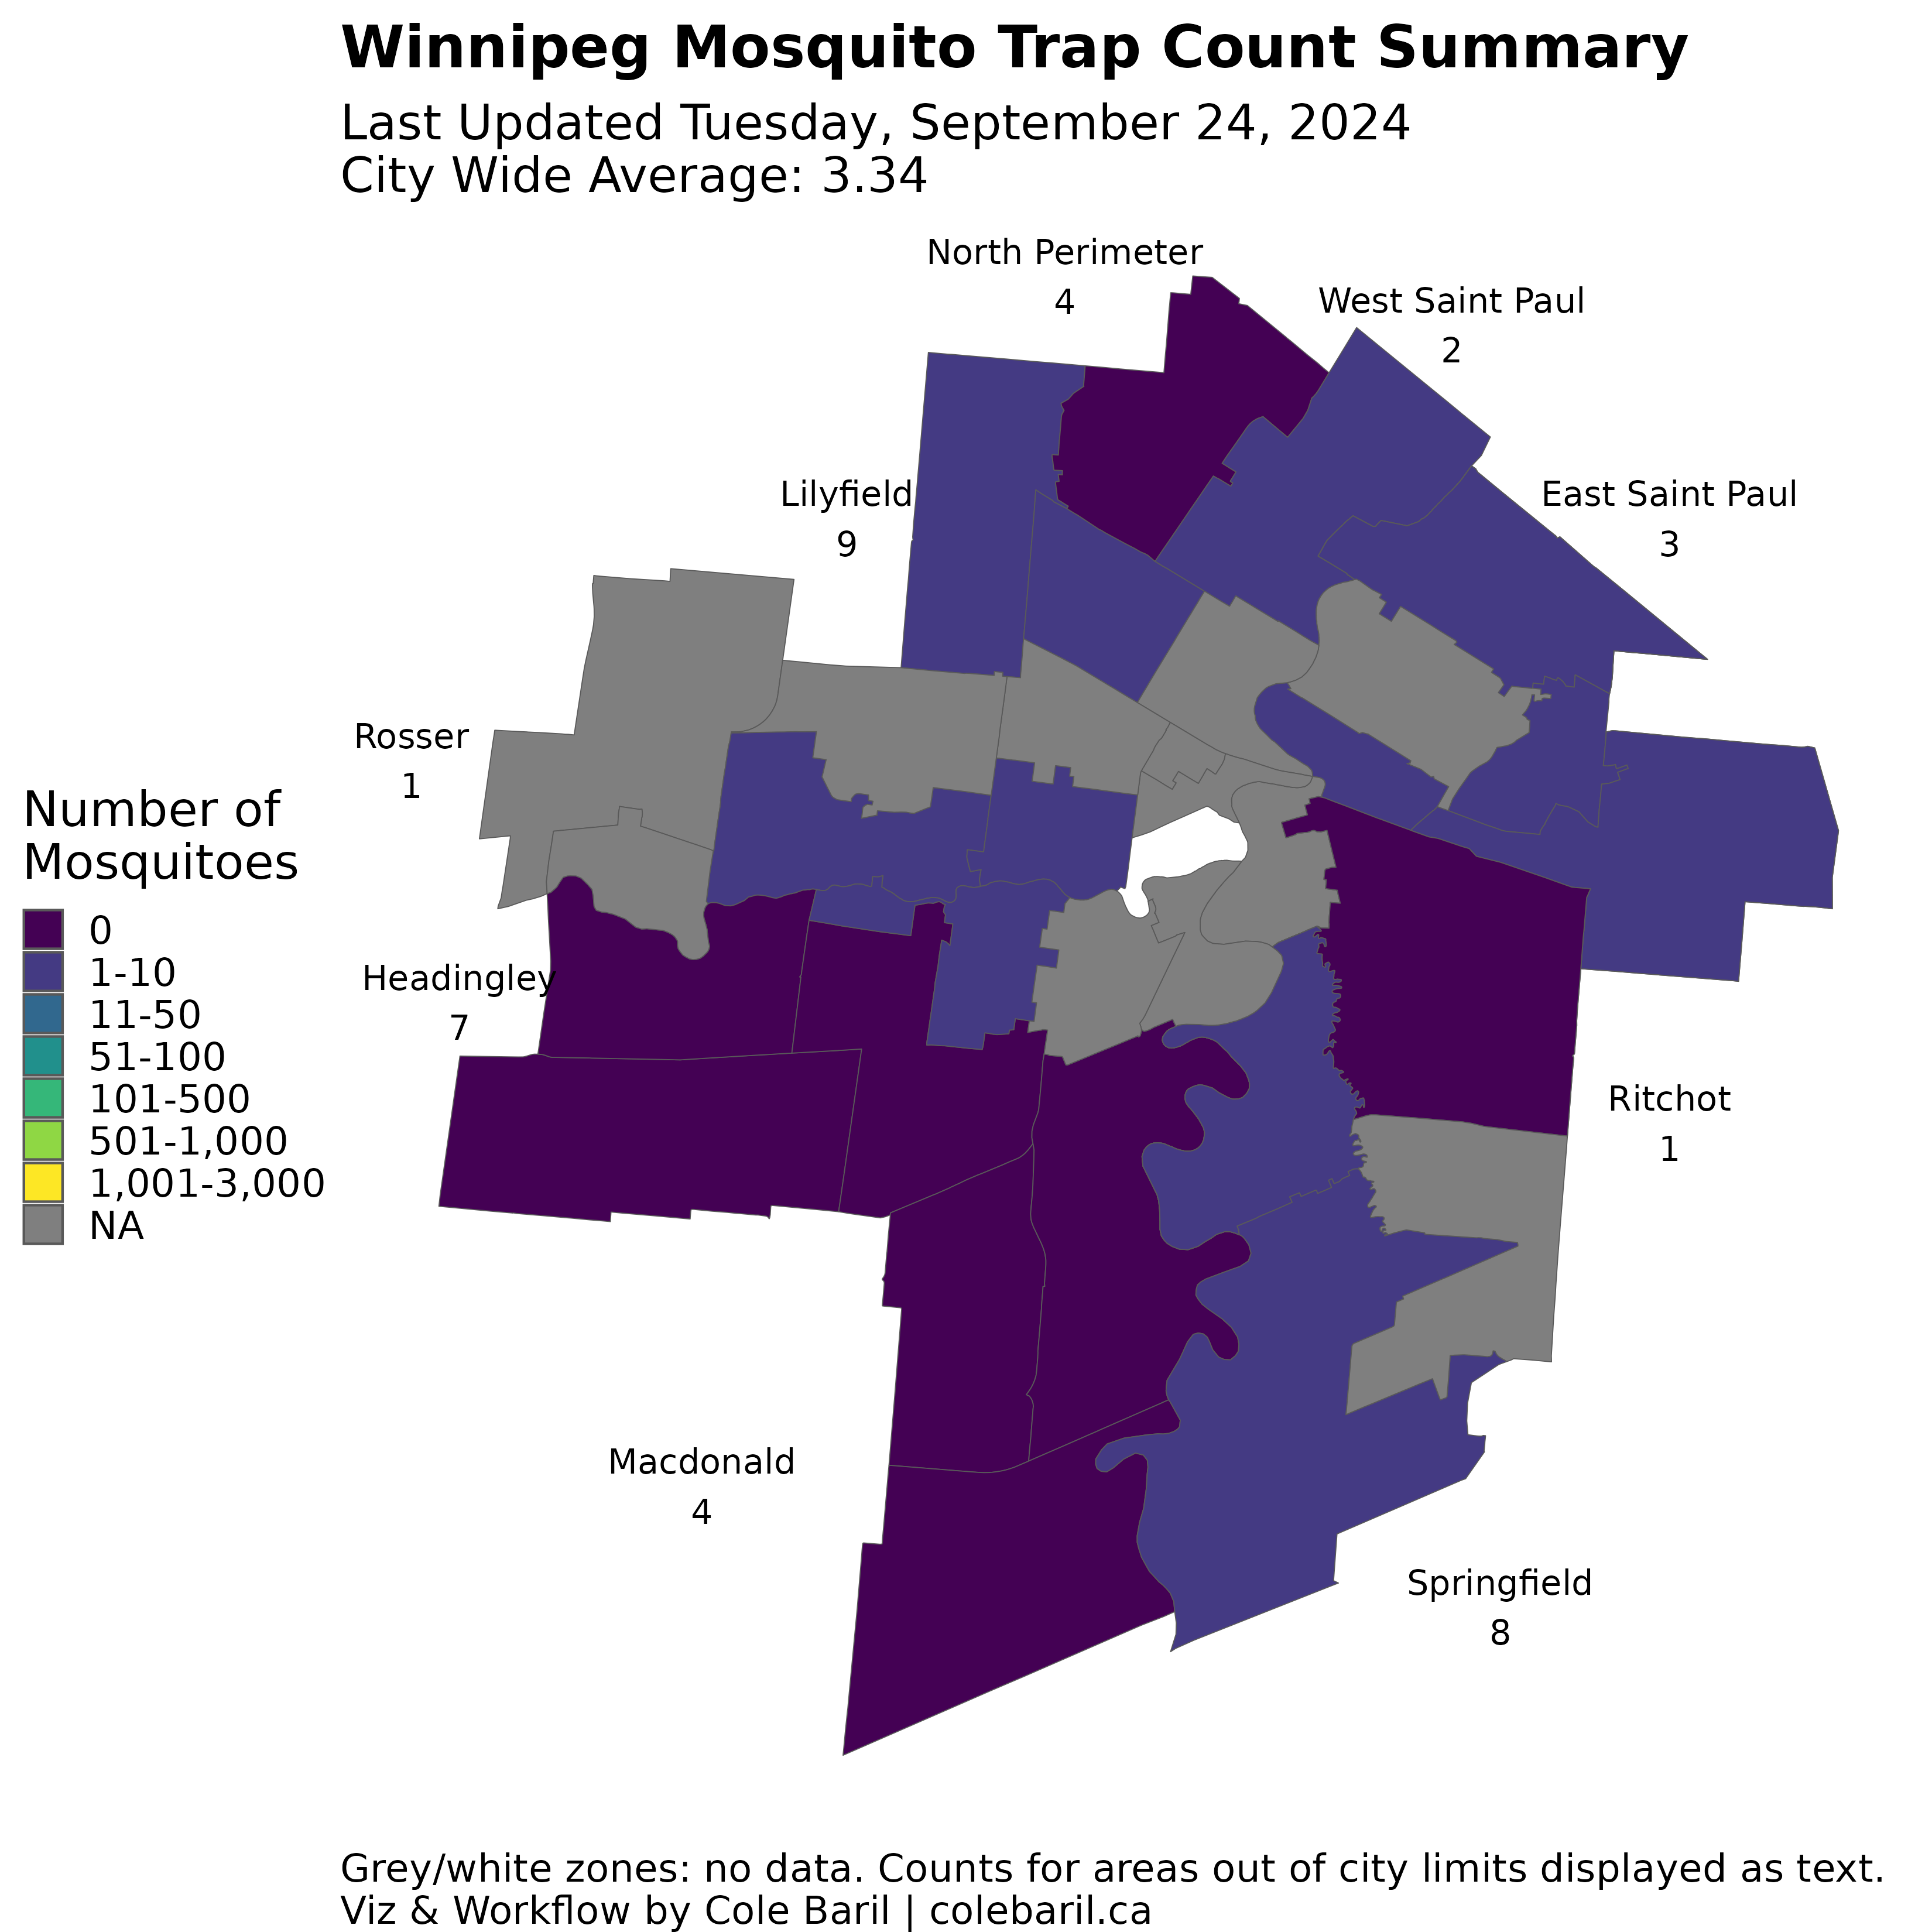 Winnipeg Mosquito Trap Count Summary
Last Updated Tuesday, September 24, 2024
City Wide Average: 3.34
North Perimeter
4
West Saint Paul
2
Lilyfield
9
East Saint Paul
3
Rosser
1
Number of
Mosquitoes
0
1-10
11-50
51-100
101-500
501-1,000
1,001-3,000
NA
Headingley
7
Ritchot
1
Macdonald
4
Springfield
8
Grey/white zones: no data. Counts for areas out of city limits displayed as text.
Viz & Workflow by Cole Baril | colebaril.ca